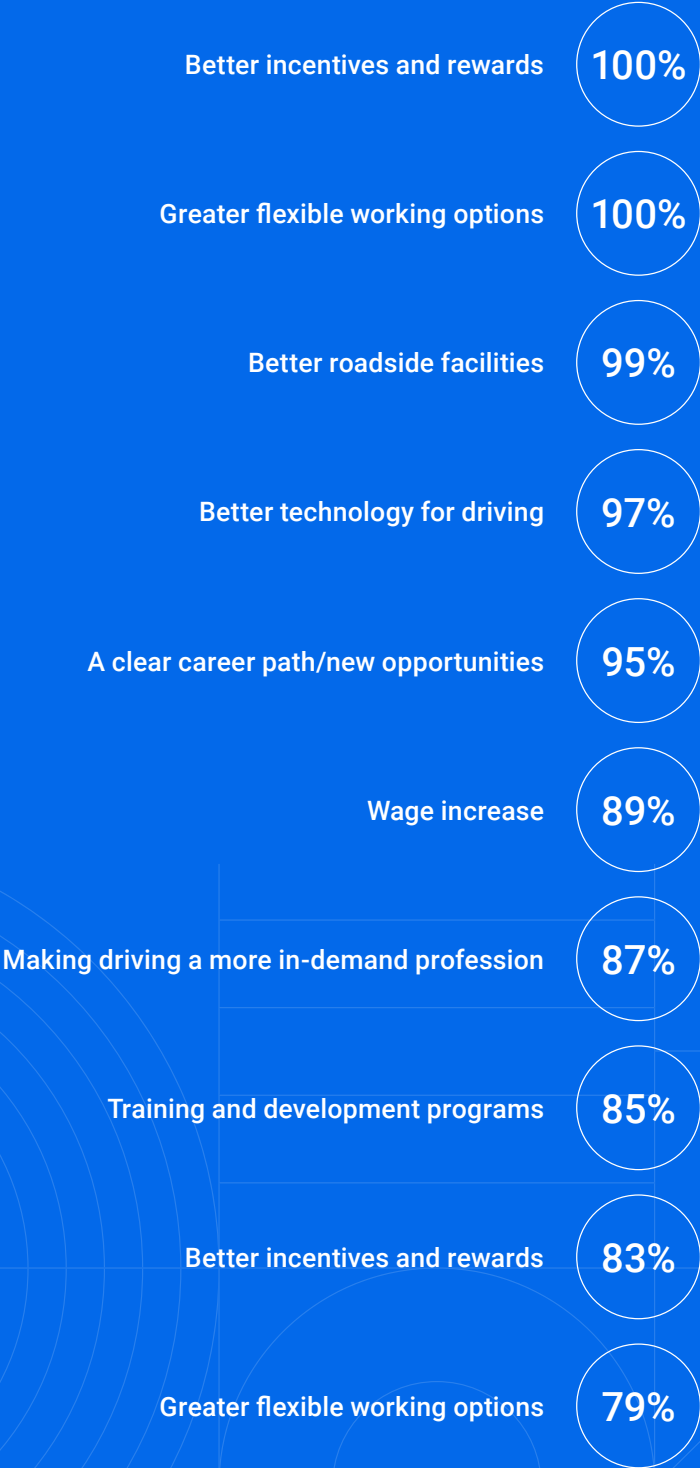 Better incentives and rewards 100%
Greater flexible working options 100%
Better roadside facilities 99%
Better technology for driving 97%
A clear career path/new opportunities 95%
Wage increase 89%
Making driving a more in-demand profession 87%
Training and development programs 85%
Better incentives and rewards 83%
Greater flexible working options 79%